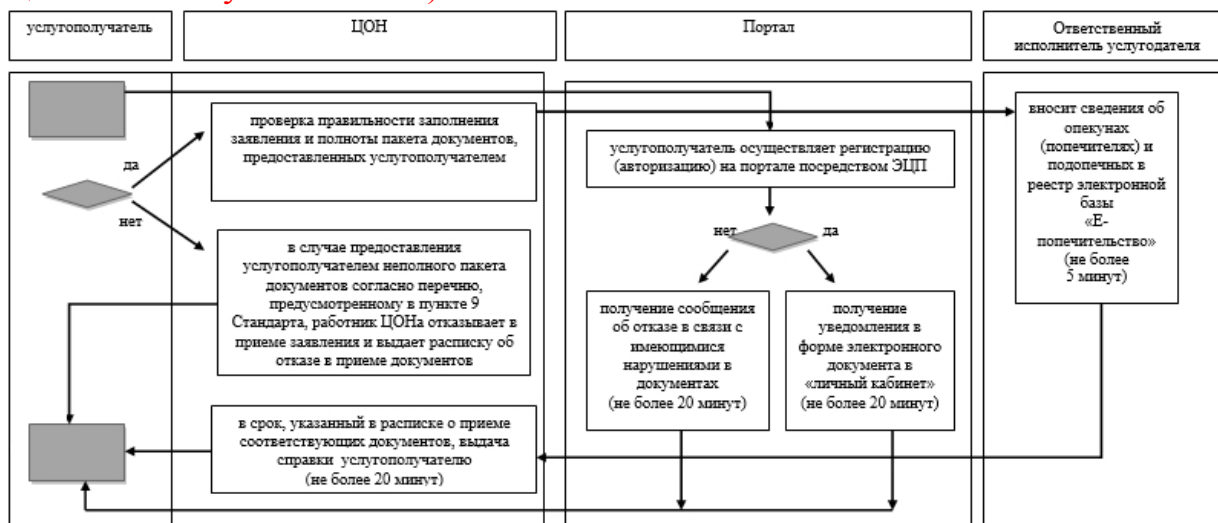 услугополучатель
ЦОН
Портал
Ответственный
исполнитель услугодателя
проверка правильности заполнения
заявления и полноты пакета документов,
предоставленных услугополучателем
да
нет
в случае предоставления
услугополучателем неполного пакета
документов согласно перечню,
предусмотренному в пункте 9
Стандарта, работник ЦОНа отказывает в
приеме заявления и выдает расписку об
отказе в приеме документов
в срок, указанный в расписке о приеме
соответствующих документов, выдача
справки услугополучателю
(не более 20 минут)
услугополучатель осуществляет регистрацию
(авторизацию) на портале посредством ЭЦП
нет
да
получение сообщения
об отказе в связи с
имеющимися
нарушениями в
документах
(не более 20 минут)
получение
уведомления в
форме электронного
документа в
«личный кабинет»
(не более 20 минут)
вносит сведения об
опекунах
(попечителях) и
подопечных в
реестр электронной
базы
«Е-
попечительство»
(не более
5 минут)